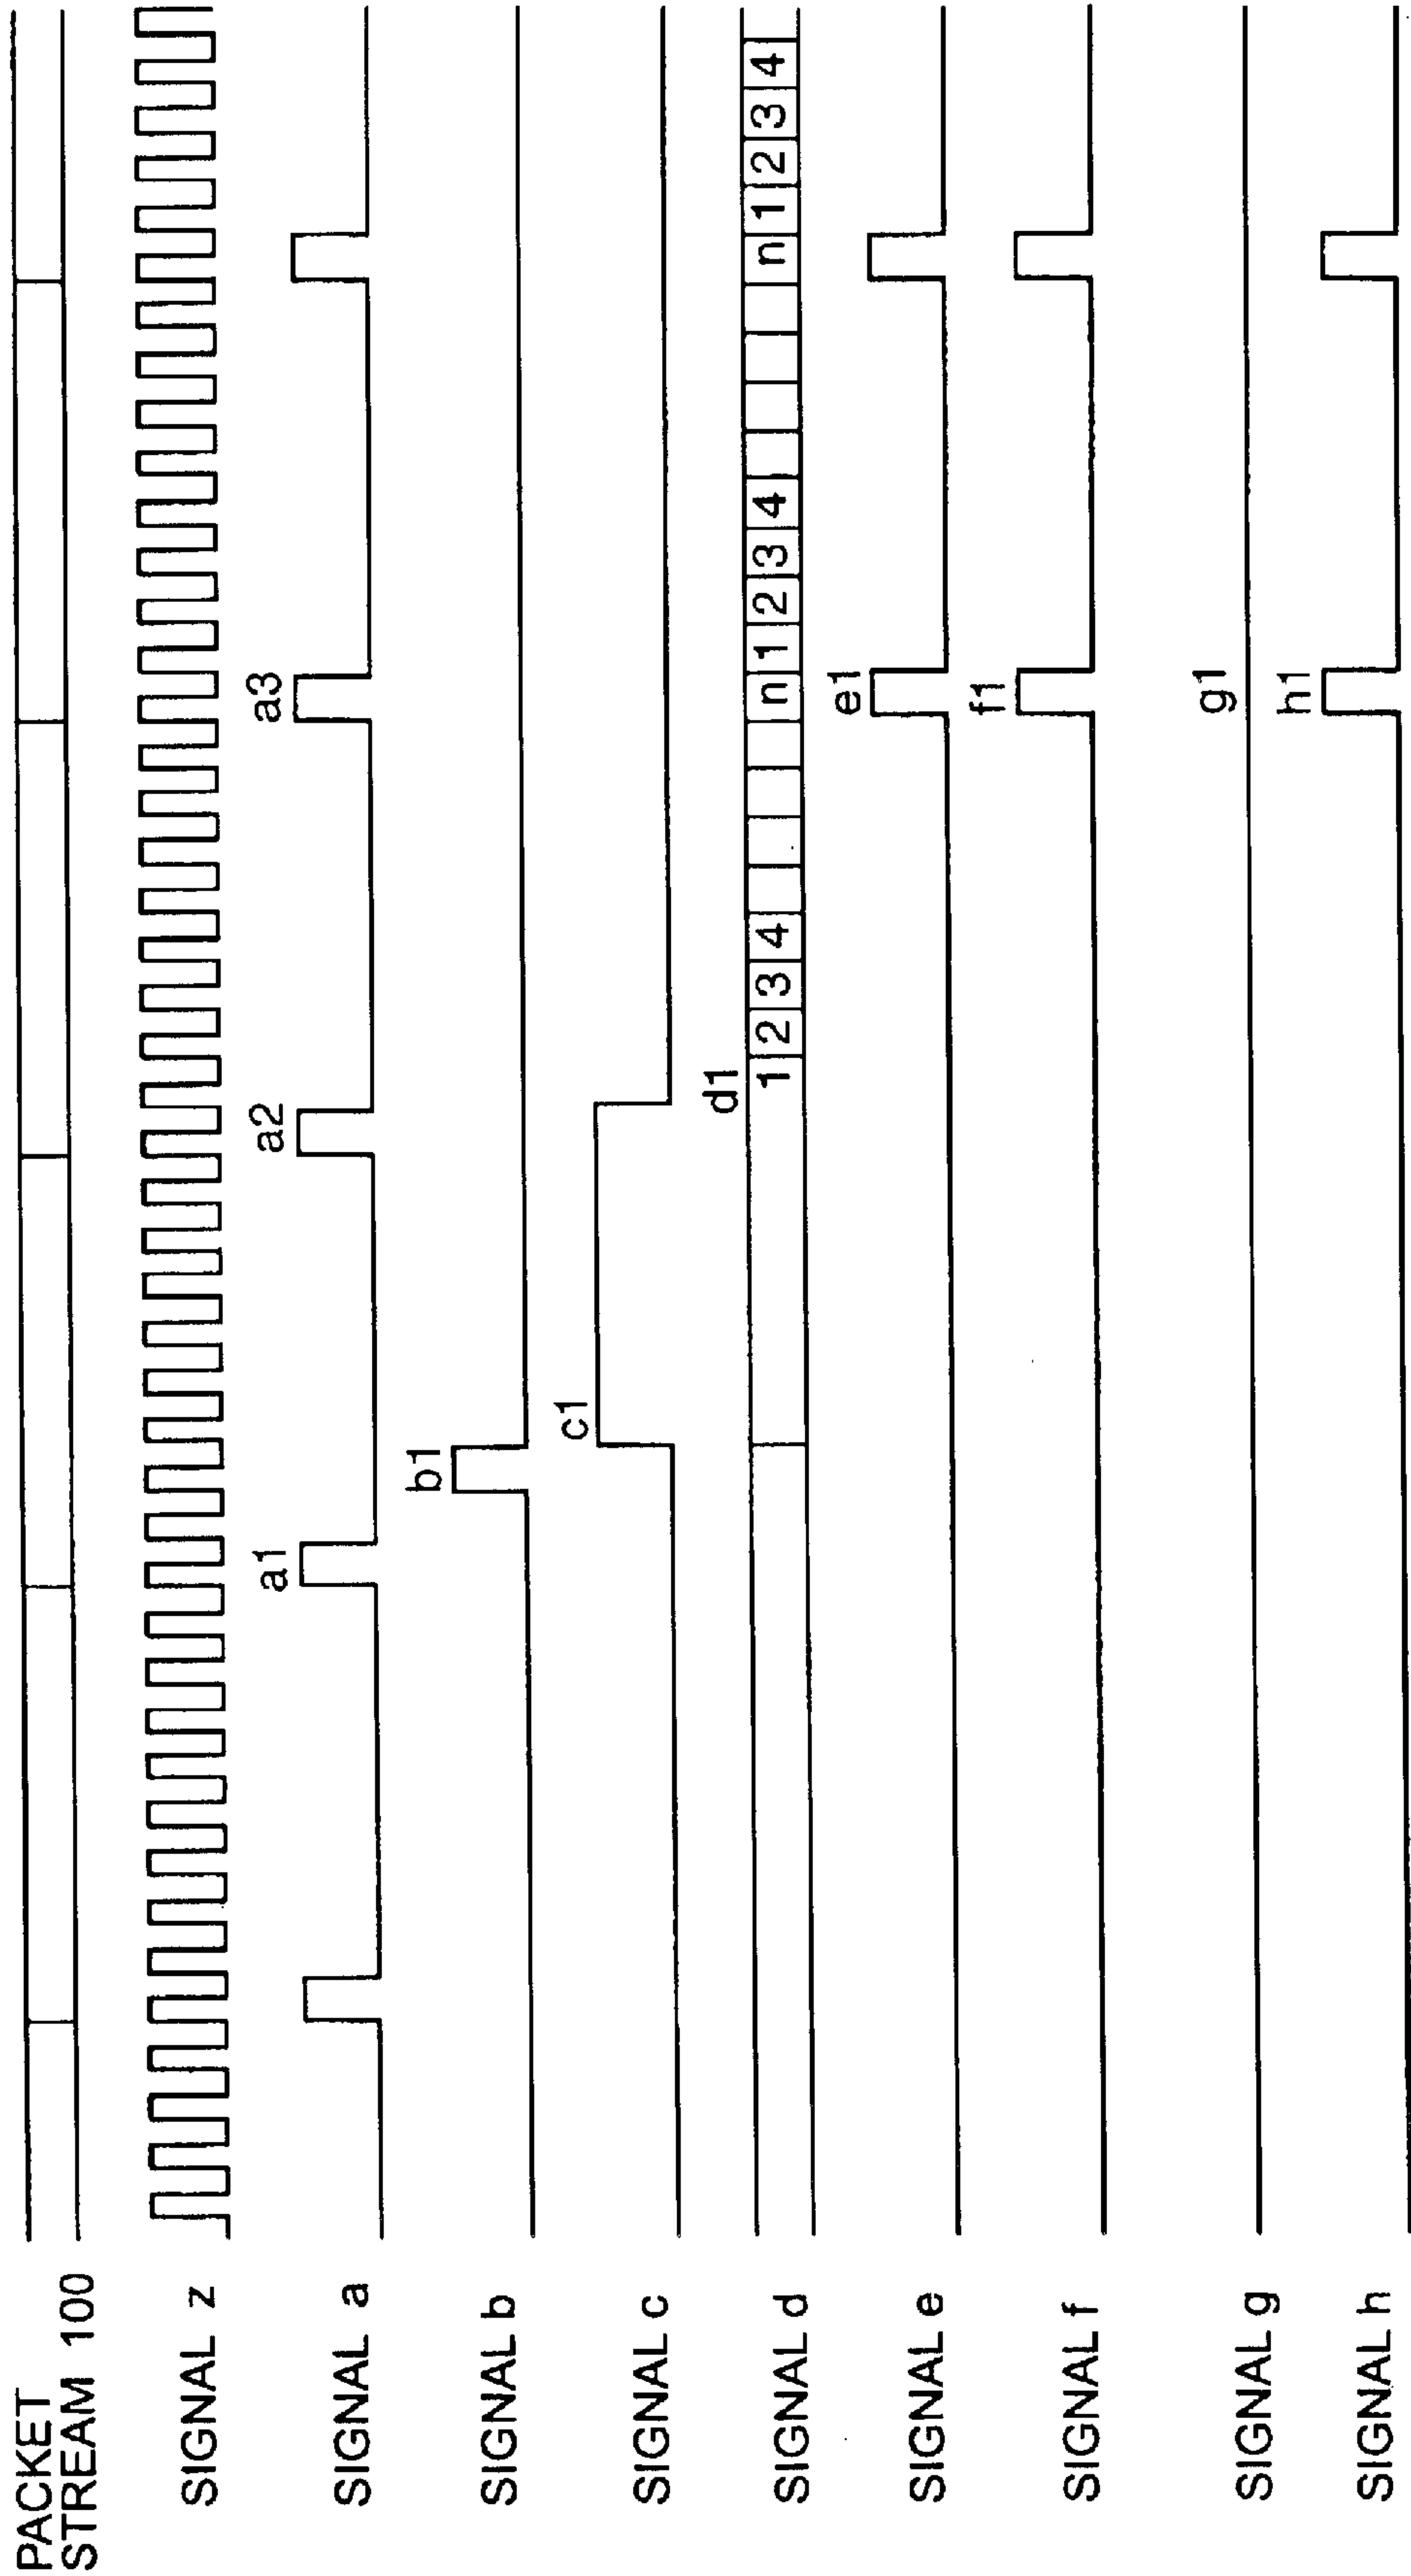 PACKET
STREAM 100
SIGNAL z
SIGNAL a
a1
a2
a3
SIGNAL b
b1
SIGNAL c
c1
SIGNAL d
d1
1 2 3 4 n 1 2 3 4 n 1 2 3 4
SIGNAL e
e1
SIGNAL f
f1
SIGNAL g
g1
SIGNAL h
h1